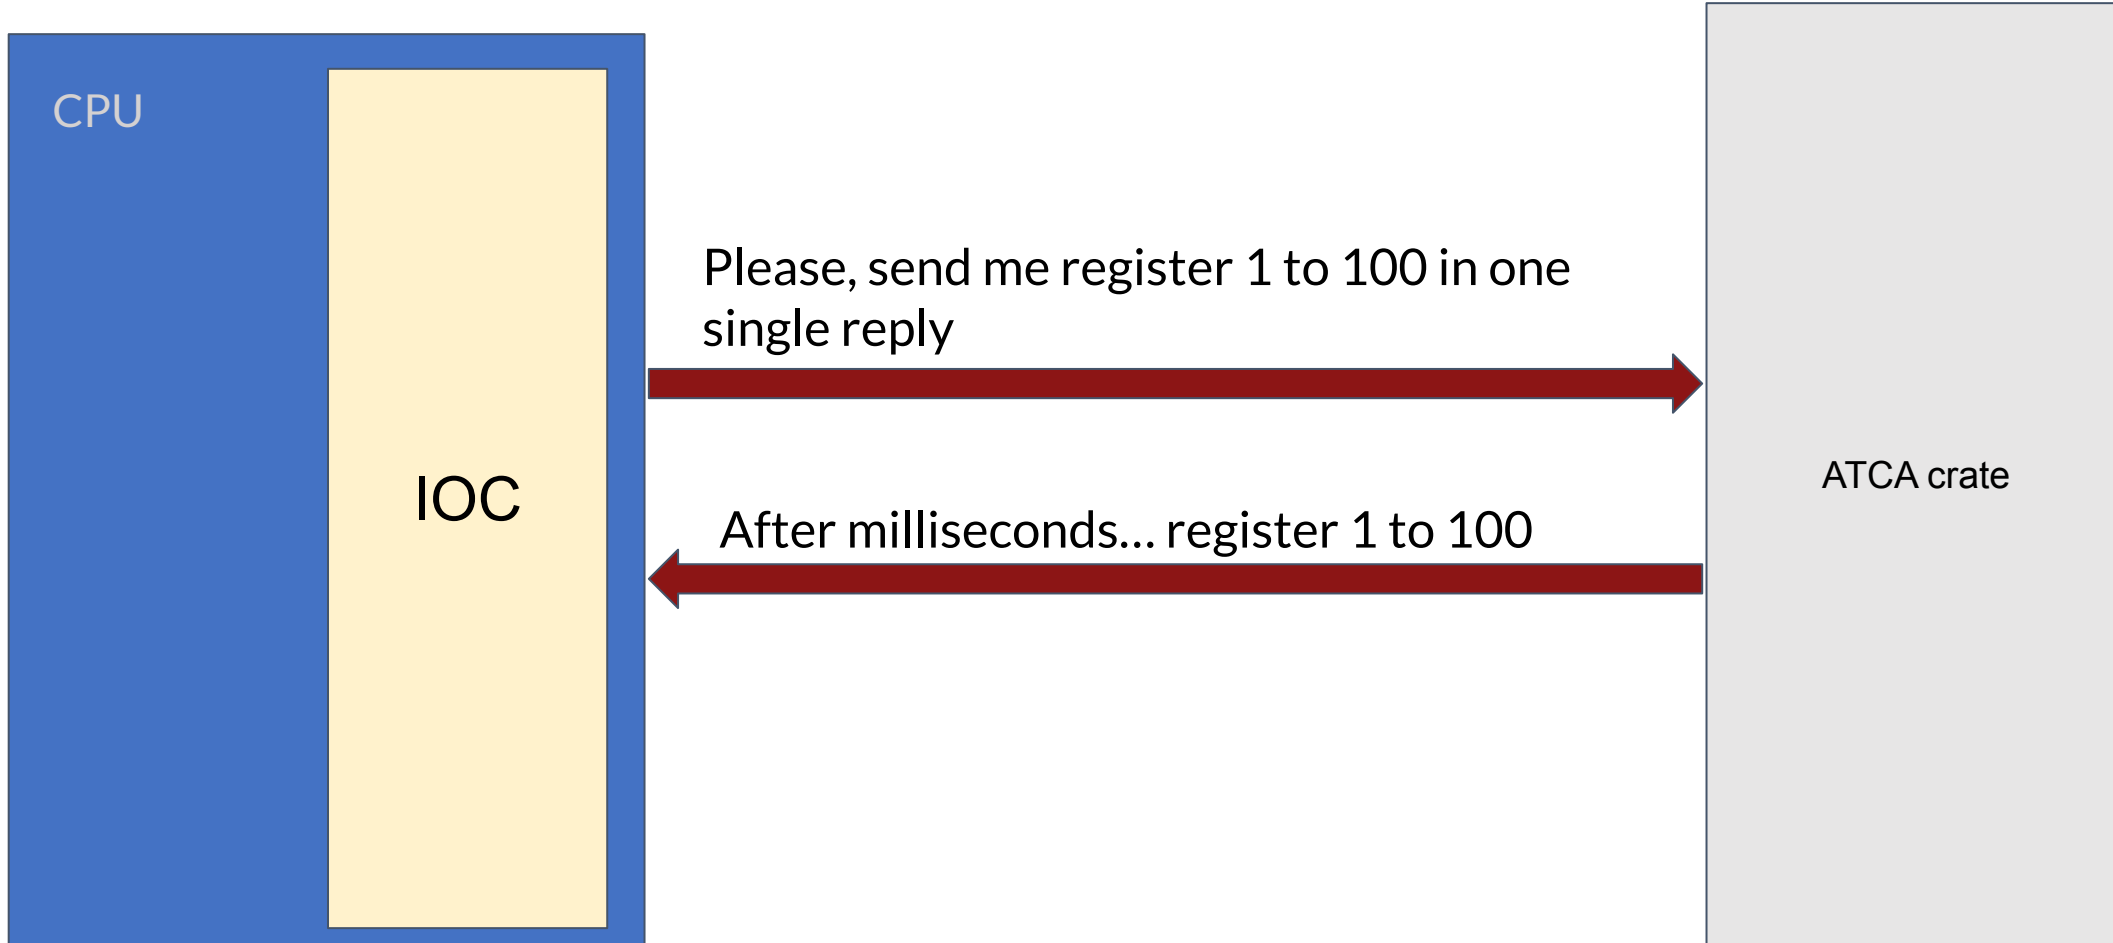 CPU
Please, send me register 1 to 100 in one
single reply
IOC
ATCA crate
After milliseconds... register 1 to 100